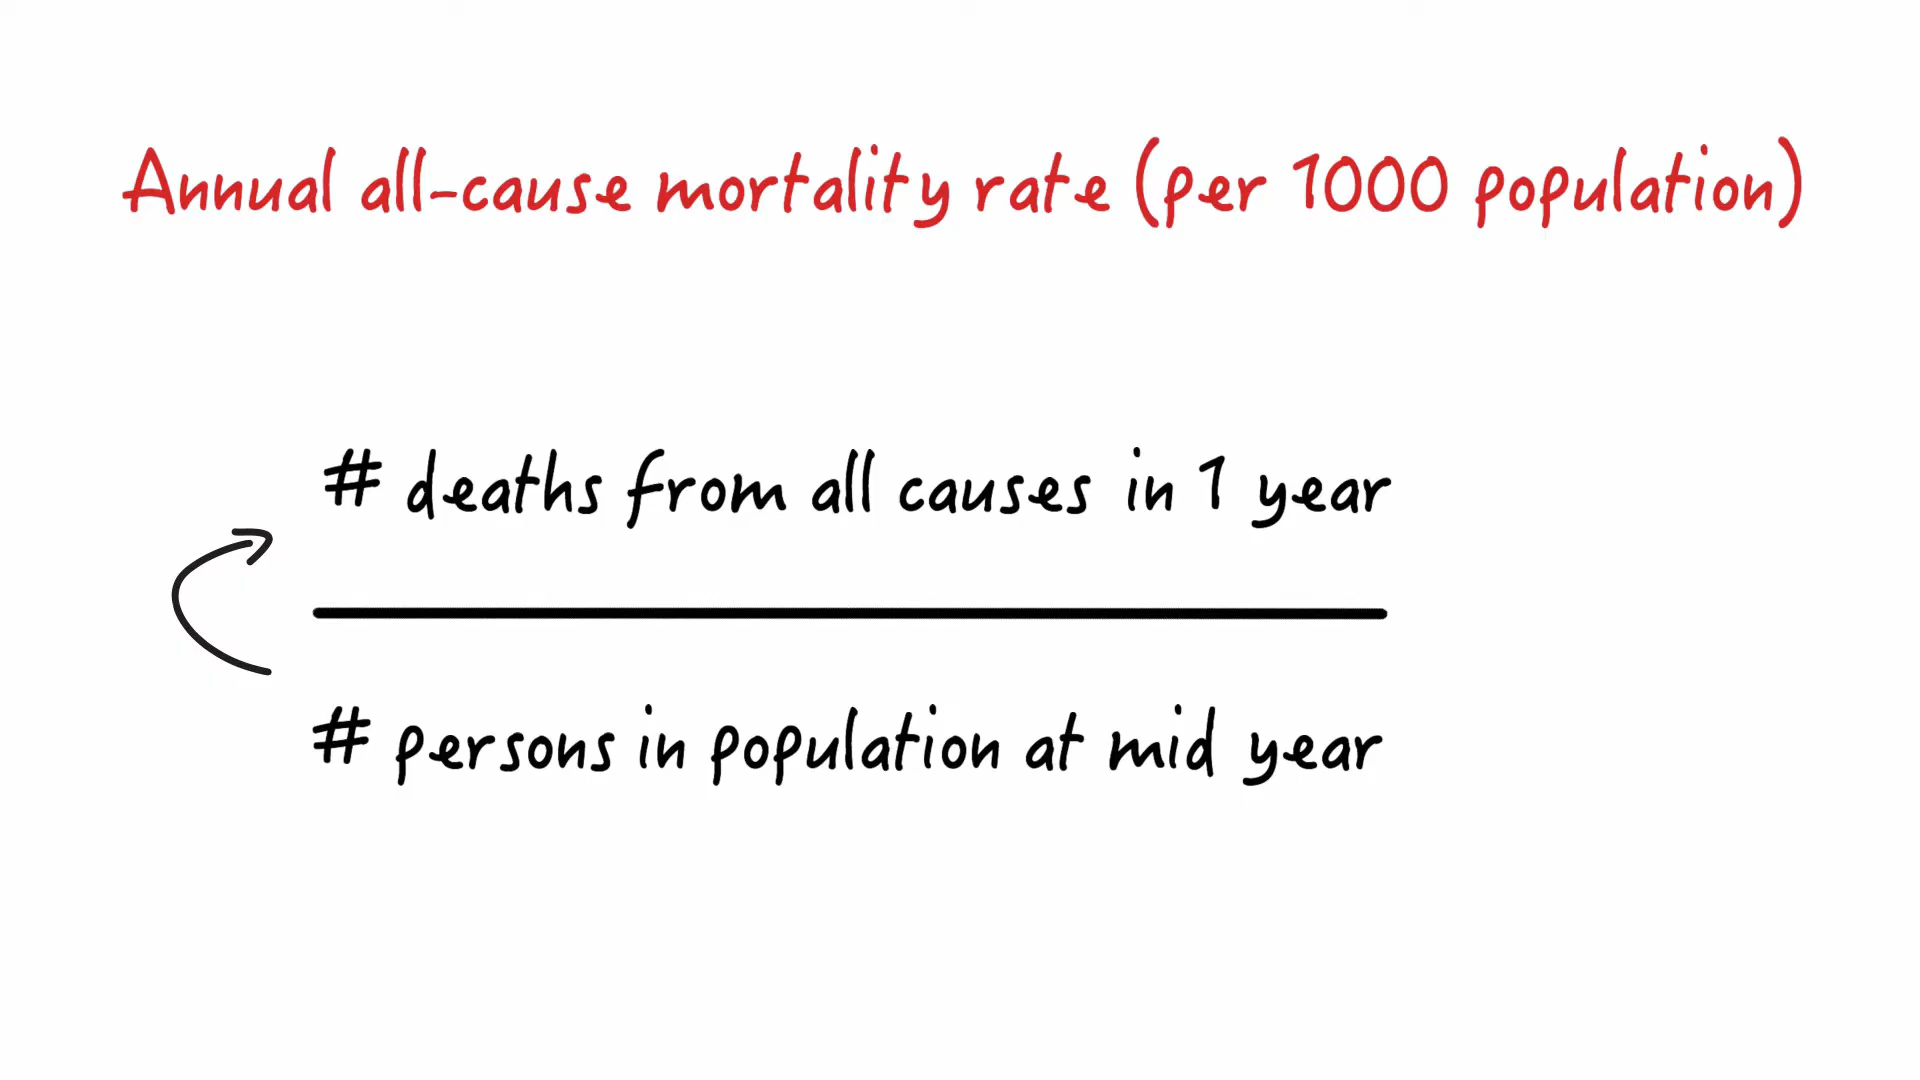 Annual all-cause mortality rate (per 1000 population)
# deaths from all causes in 1 year
# persons in population at mid year